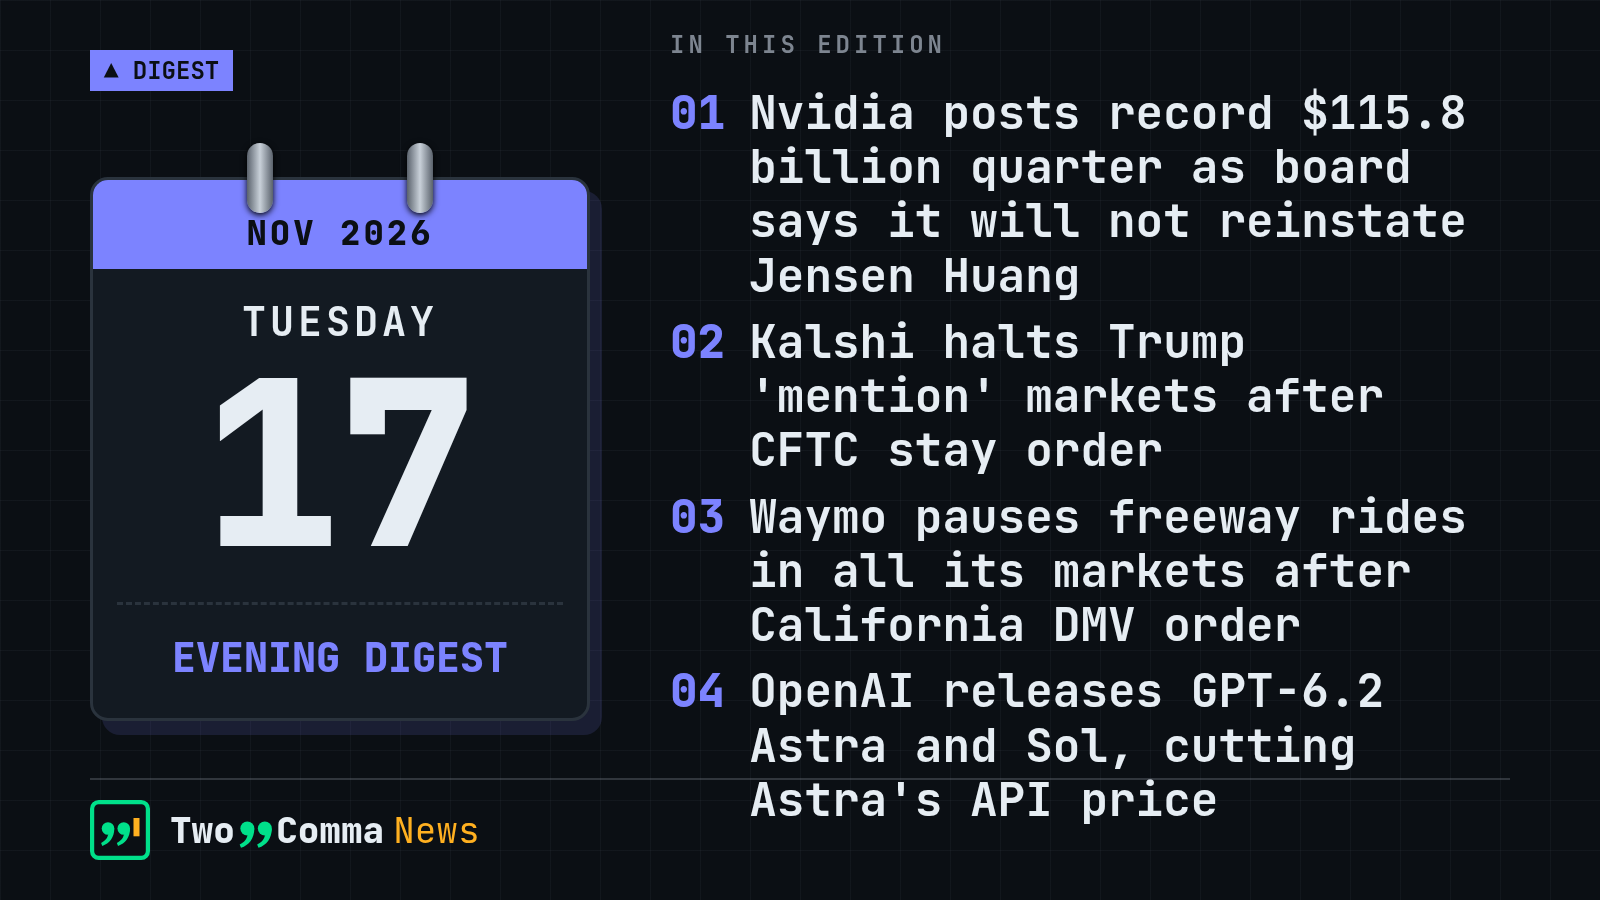 ▲ DIGEST
NOV 2026
TUESDAY
17
EVENING DIGEST
IN THIS EDITION
01 Nvidia posts record $115.8
billion quarter as board
says it will not reinstate
Jensen Huang
02 Kalshi halts Trump
'mention' markets after
CFTC stay order
03 Waymo pauses freeway rides
in all its markets after
California DMV order
04 OpenAI releases GPT-6.2
Astra and Sol, cutting
Astra's API price
Two,,Comma News